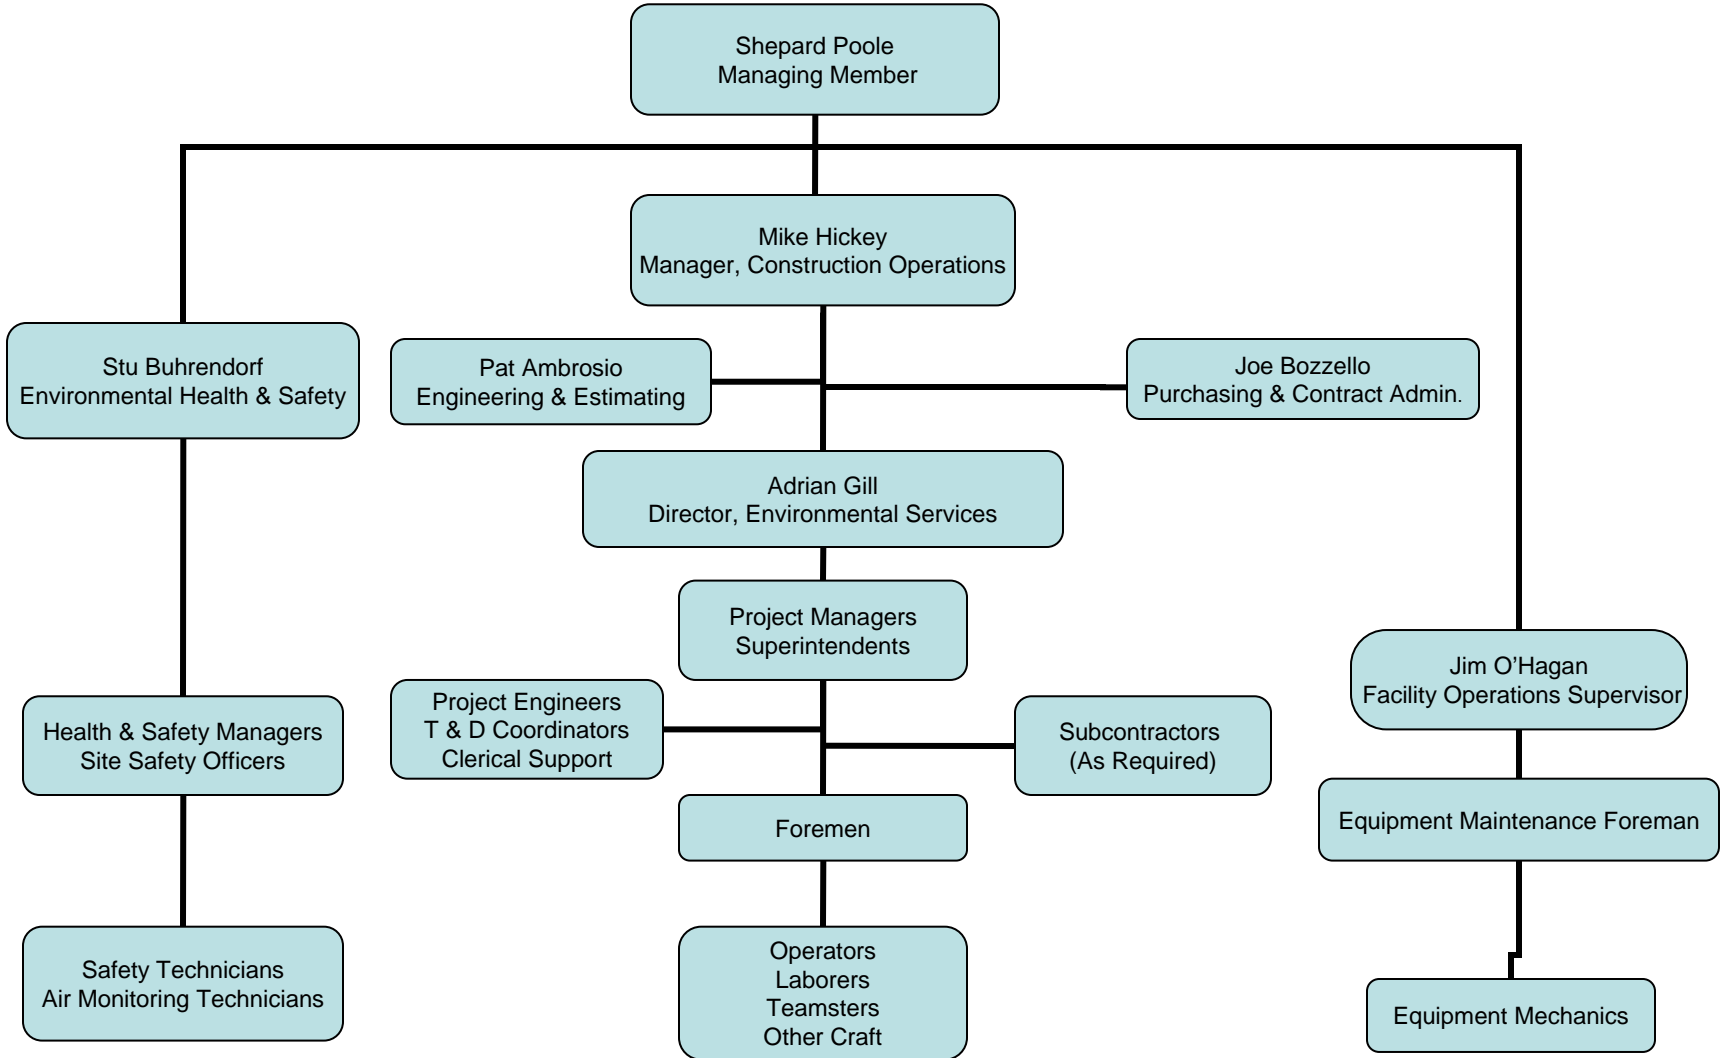 Shepard Poole
Managing Member
Mike Hickey
Manager, Construction Operations
Stu Buhrendorf
Environmental Health & Safety
Pat Ambrosio
Engineering & Estimating
Joe Bozzello
Purchasing & Contract Admin.
Adrian Gill
Director, Environmental Services
Project Managers
Superintendents
Jim O’Hagan
Facility Operations Supervisor
Health & Safety Managers
Site Safety Officers
Project Engineers
T & D Coordinators
Clerical Support
Subcontractors
(As Required)
Foremen
Equipment Maintenance Foreman
Safety Technicians
Air Monitoring Technicians
Operators
Laborers
Teamsters
Other Craft
Equipment Mechanics